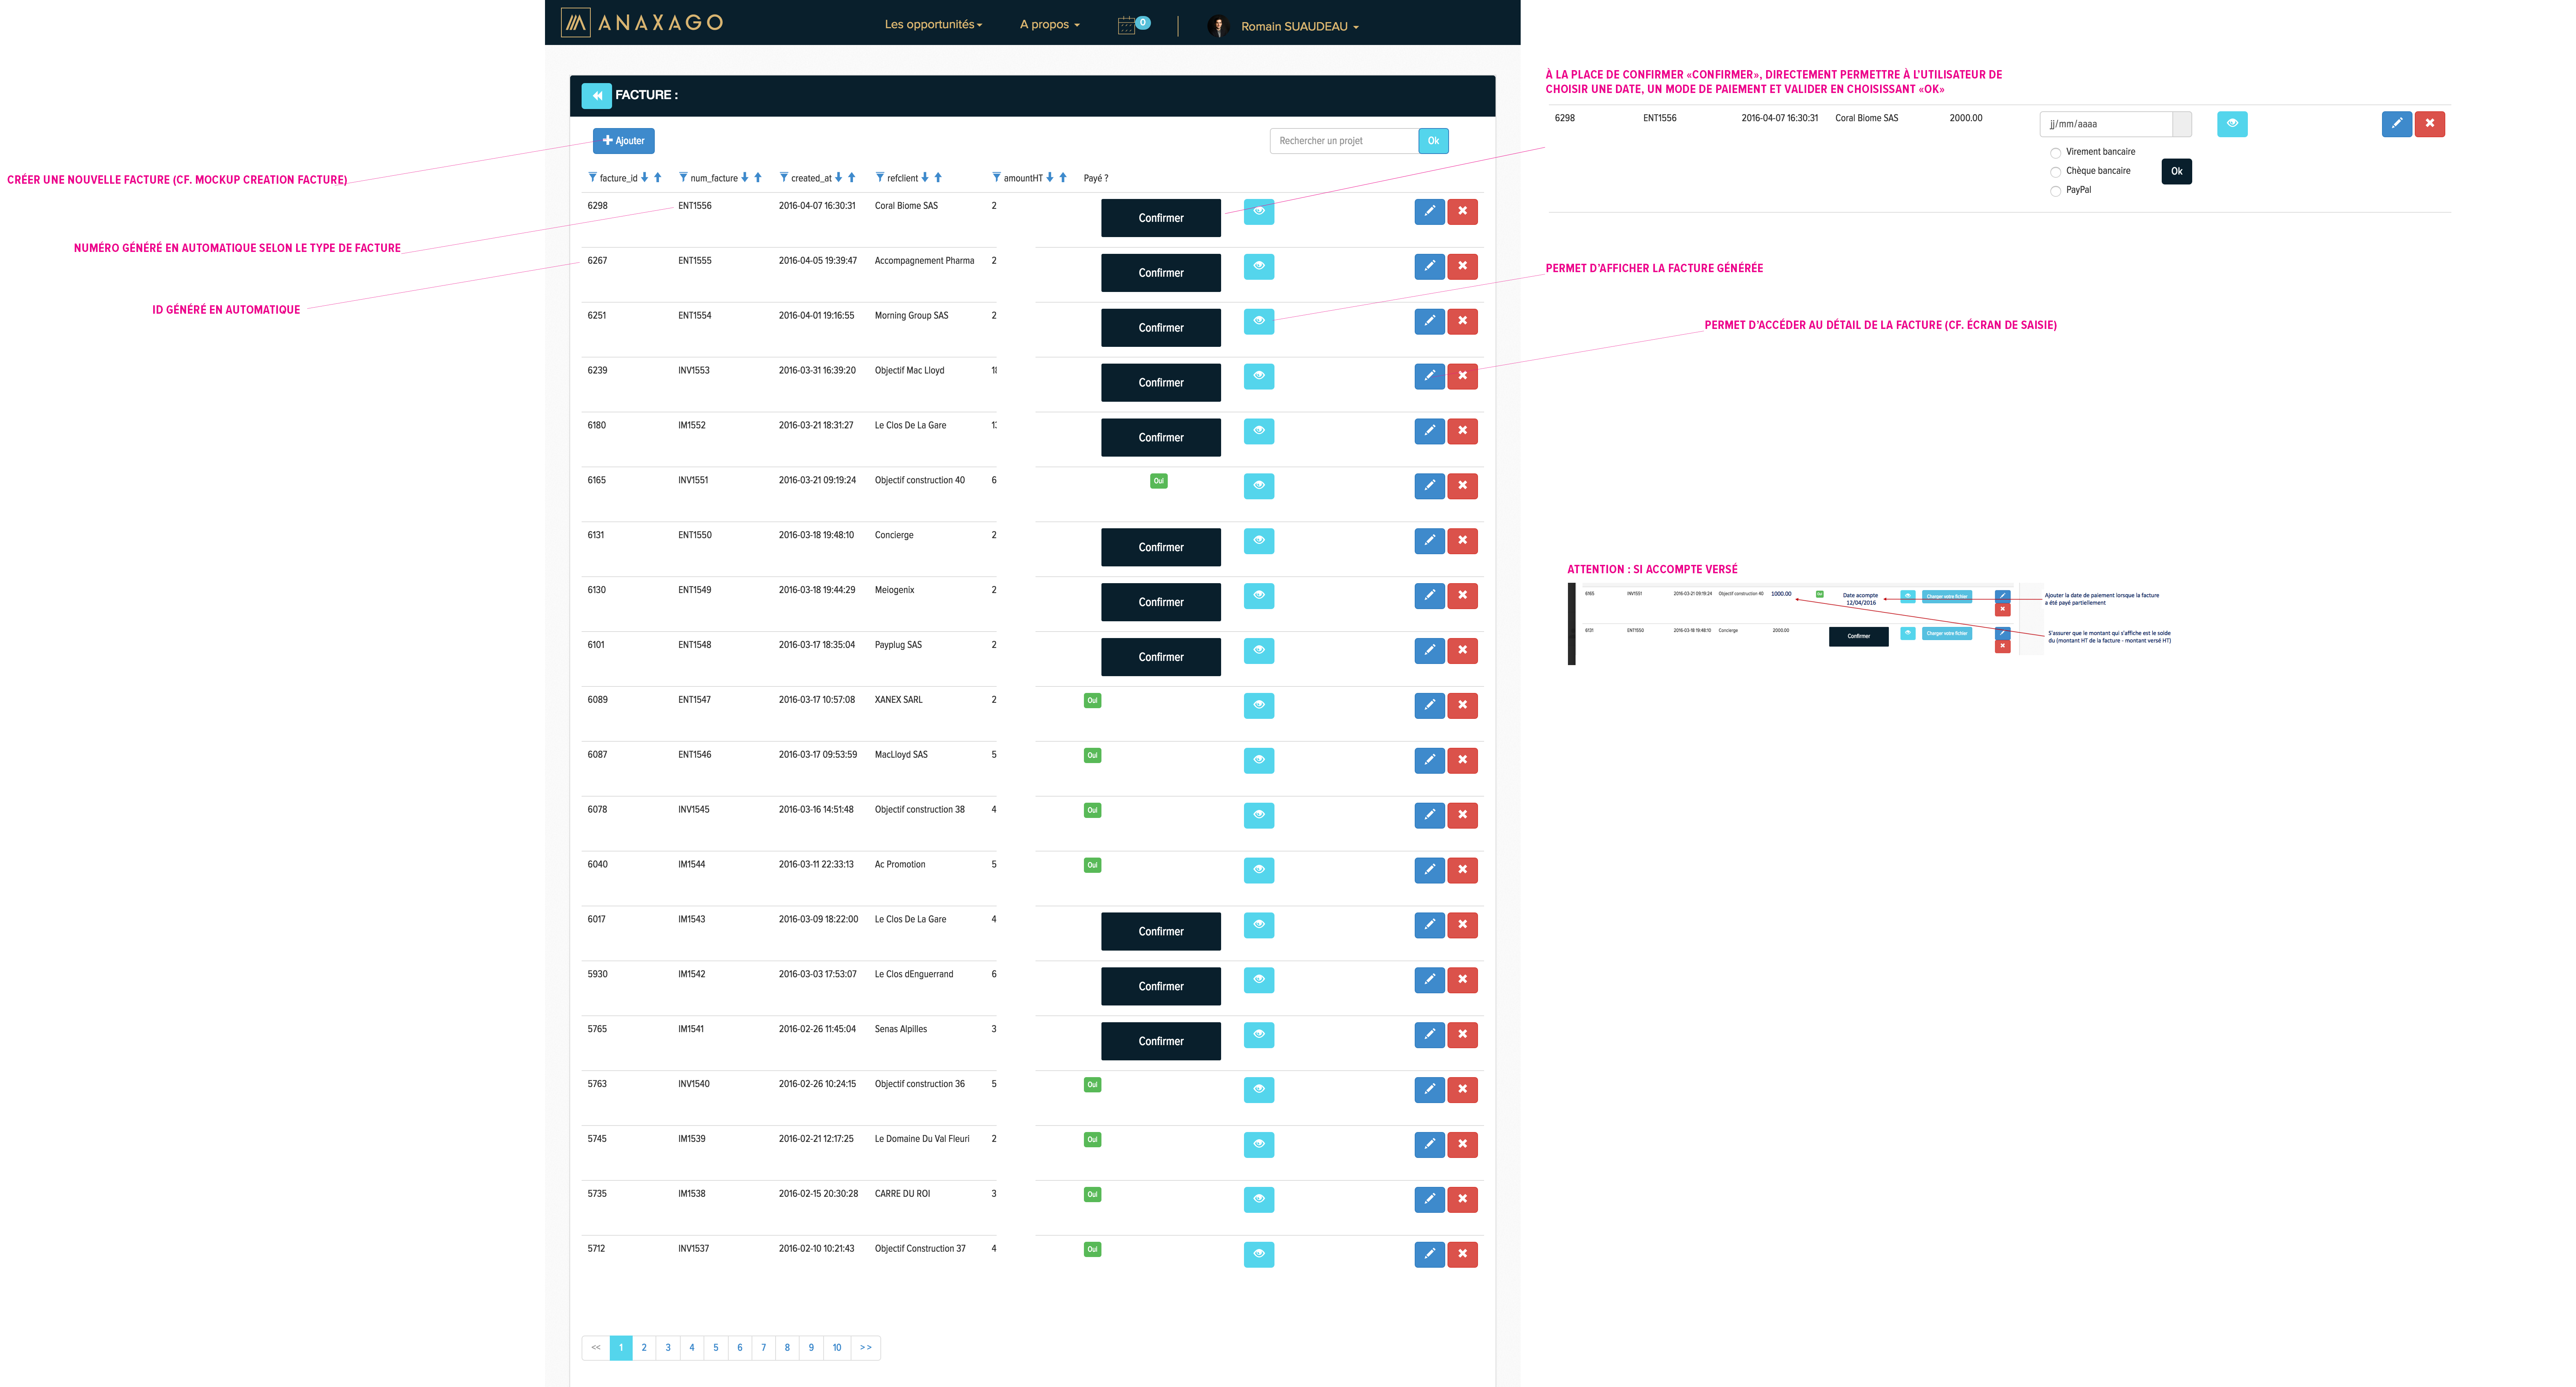 ANAXAGO
Les opportunités
A propos
0
Romain SUAUDEAU
FACTURE :
Ajouter
Rechercher un projet
Ok
facture_id
num_facture
created_at
refclient
amountHT
Payé ?
6298 ENT1556 2016-04-07 16:30:31 Coral Biome SAS 2 Confirmer
6267 ENT1555 2016-04-05 19:39:47 Accompagnement Pharma 2 Confirmer
6251 ENT1554 2016-04-01 19:16:55 Morning Group SAS 2 Confirmer
6239 INV1553 2016-03-31 16:39:20 Objectif Mac Lloyd Confirmer
6180 IM1552 2016-03-21 18:31:27 Le Clos De La Gare Confirmer
6165 INV1551 2016-03-21 09:19:24 Objectif construction 40 6 Oui
6131 ENT1550 2016-03-18 19:48:10 Concierge 2 Confirmer
6130 ENT1549 2016-03-18 19:44:29 Meiogenix 2 Confirmer
6101 ENT1548 2016-03-17 18:35:04 Payplug SAS 2 Confirmer
6089 ENT1547 2016-03-17 10:57:08 XANEX SARL 2 Oui
6087 ENT1546 2016-03-17 09:53:59 MacLloyd SAS 5 Oui
6078 INV1545 2016-03-16 14:51:48 Objectif construction 38 4 Oui
6040 IM1544 2016-03-11 22:33:13 Ac Promotion 5 Oui
6017 IM1543 2016-03-09 18:22:00 Le Clos De La Gare 4 Confirmer
5930 IM1542 2016-03-03 17:53:07 Le Clos dEnguerrand 6 Confirmer
5765 IM1541 2016-02-26 11:45:04 Senas Alpilles 3 Confirmer
5763 INV1540 2016-02-26 10:24:15 Objectif construction 36 5 Oui
5745 IM1539 2016-02-21 12:17:25 Le Domaine Du Val Fleuri 2 Oui
5735 IM1538 2016-02-15 20:30:28 CARRE DU ROI 3 Oui
5712 INV1537 2016-02-10 10:21:43 Objectif Construction 37 4 Oui
<< 1 2 3 4 5 6 7 8 9 10 >>
CRÉER UNE NOUVELLE FACTURE (CF. MOCKUP CREATION FACTURE)
NUMÉRO GÉNÉRÉ EN AUTOMATIQUE SELON LE TYPE DE FACTURE
ID GÉNÉRÉ EN AUTOMATIQUE
À LA PLACE DE CONFIRMER «CONFIRMER», DIRECTEMENT PERMETTRE À L'UTILISATEUR DE
CHOISIR UNE DATE, UN MODE DE PAIEMENT ET VALIDER EN CHOISISSANT «OK»
6298 ENT1556 2016-04-07 16:30:31 Coral Biome SAS 2000.00 jj/mm/aaaa
Virement bancaire
Chèque bancaire
Ok
PayPal
PERMET D'AFFICHER LA FACTURE GÉNÉRÉE
PERMET D'ACCÉDER AU DÉTAIL DE LA FACTURE (CF. ÉCRAN DE SAISIE)
ATTENTION : SI ACCOMPTE VERSÉ
6165 INV1551 2016-03-21 09:19:24 Objectif construction 40 1000.00 Date acompte Charger votre fichier
12/04/2016
Ajouter la date de paiement lorsque la facture
a été payé partiellement
6131 ENT1550 2016-03-18 19:48:10 Concierge 2000.00 Confirmer Charger votre fichier
S'assurer que le montant qui s'affiche est le solde
du (montant HT de la facture - montant versé HT)